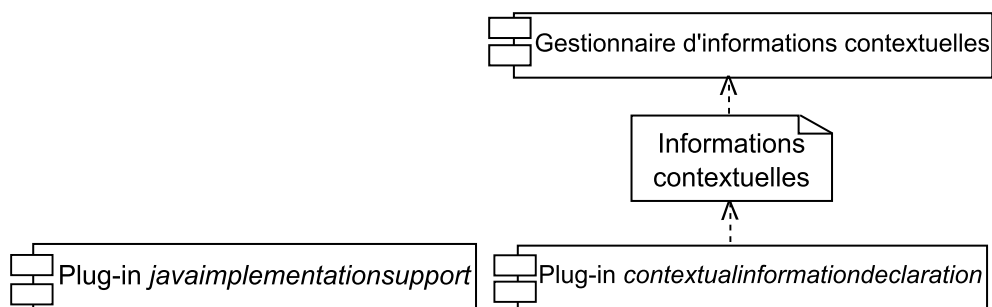 Gestionnaire d'informations contextuelles
Informations
contextuelles
Plug-in javaimplementationsupport
Plug-in contextualinformationdeclaration